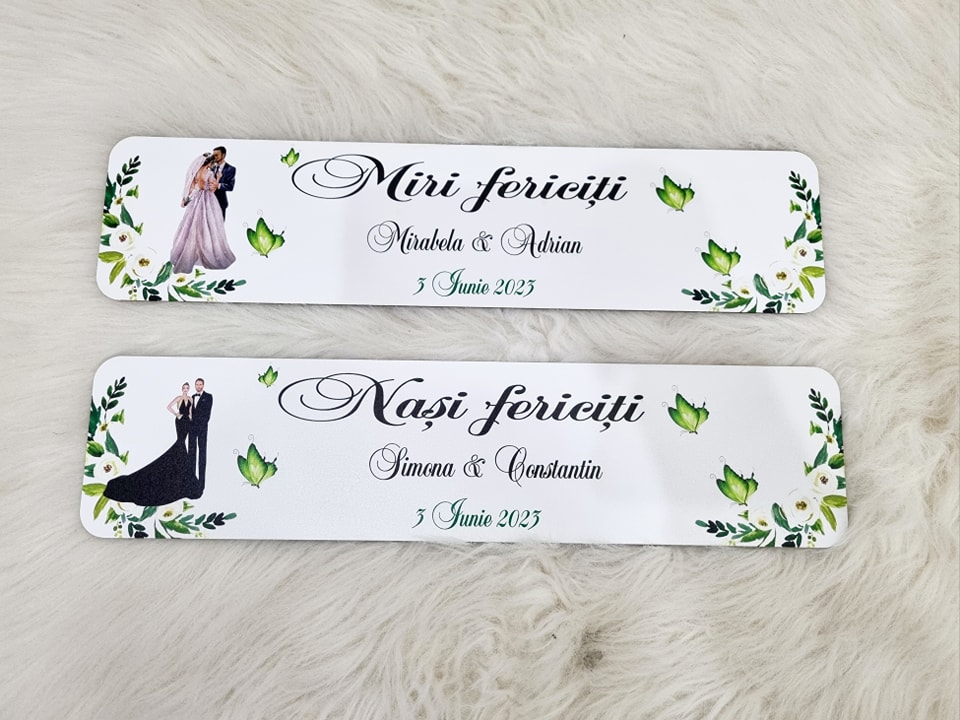 Miri fericiți
Mirabela & Adrian
3 Iunie 2023
Nași fericiți
Simona & Constantin
3 Iunie 2023